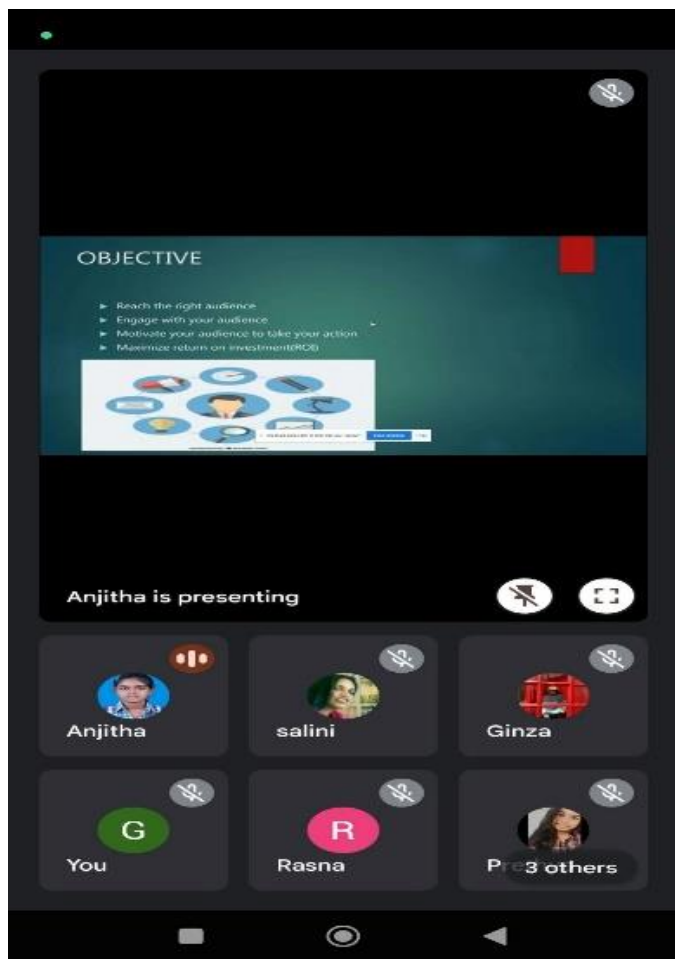 OBJECTIVE
► Reach the right audience
► Engage with your audience
► Motivate your audience to take your action
► Maximize return on investment(ROI)
Anjitha is presenting
Anjitha
salini
Ginza
G
R
You
Rasna
3 others